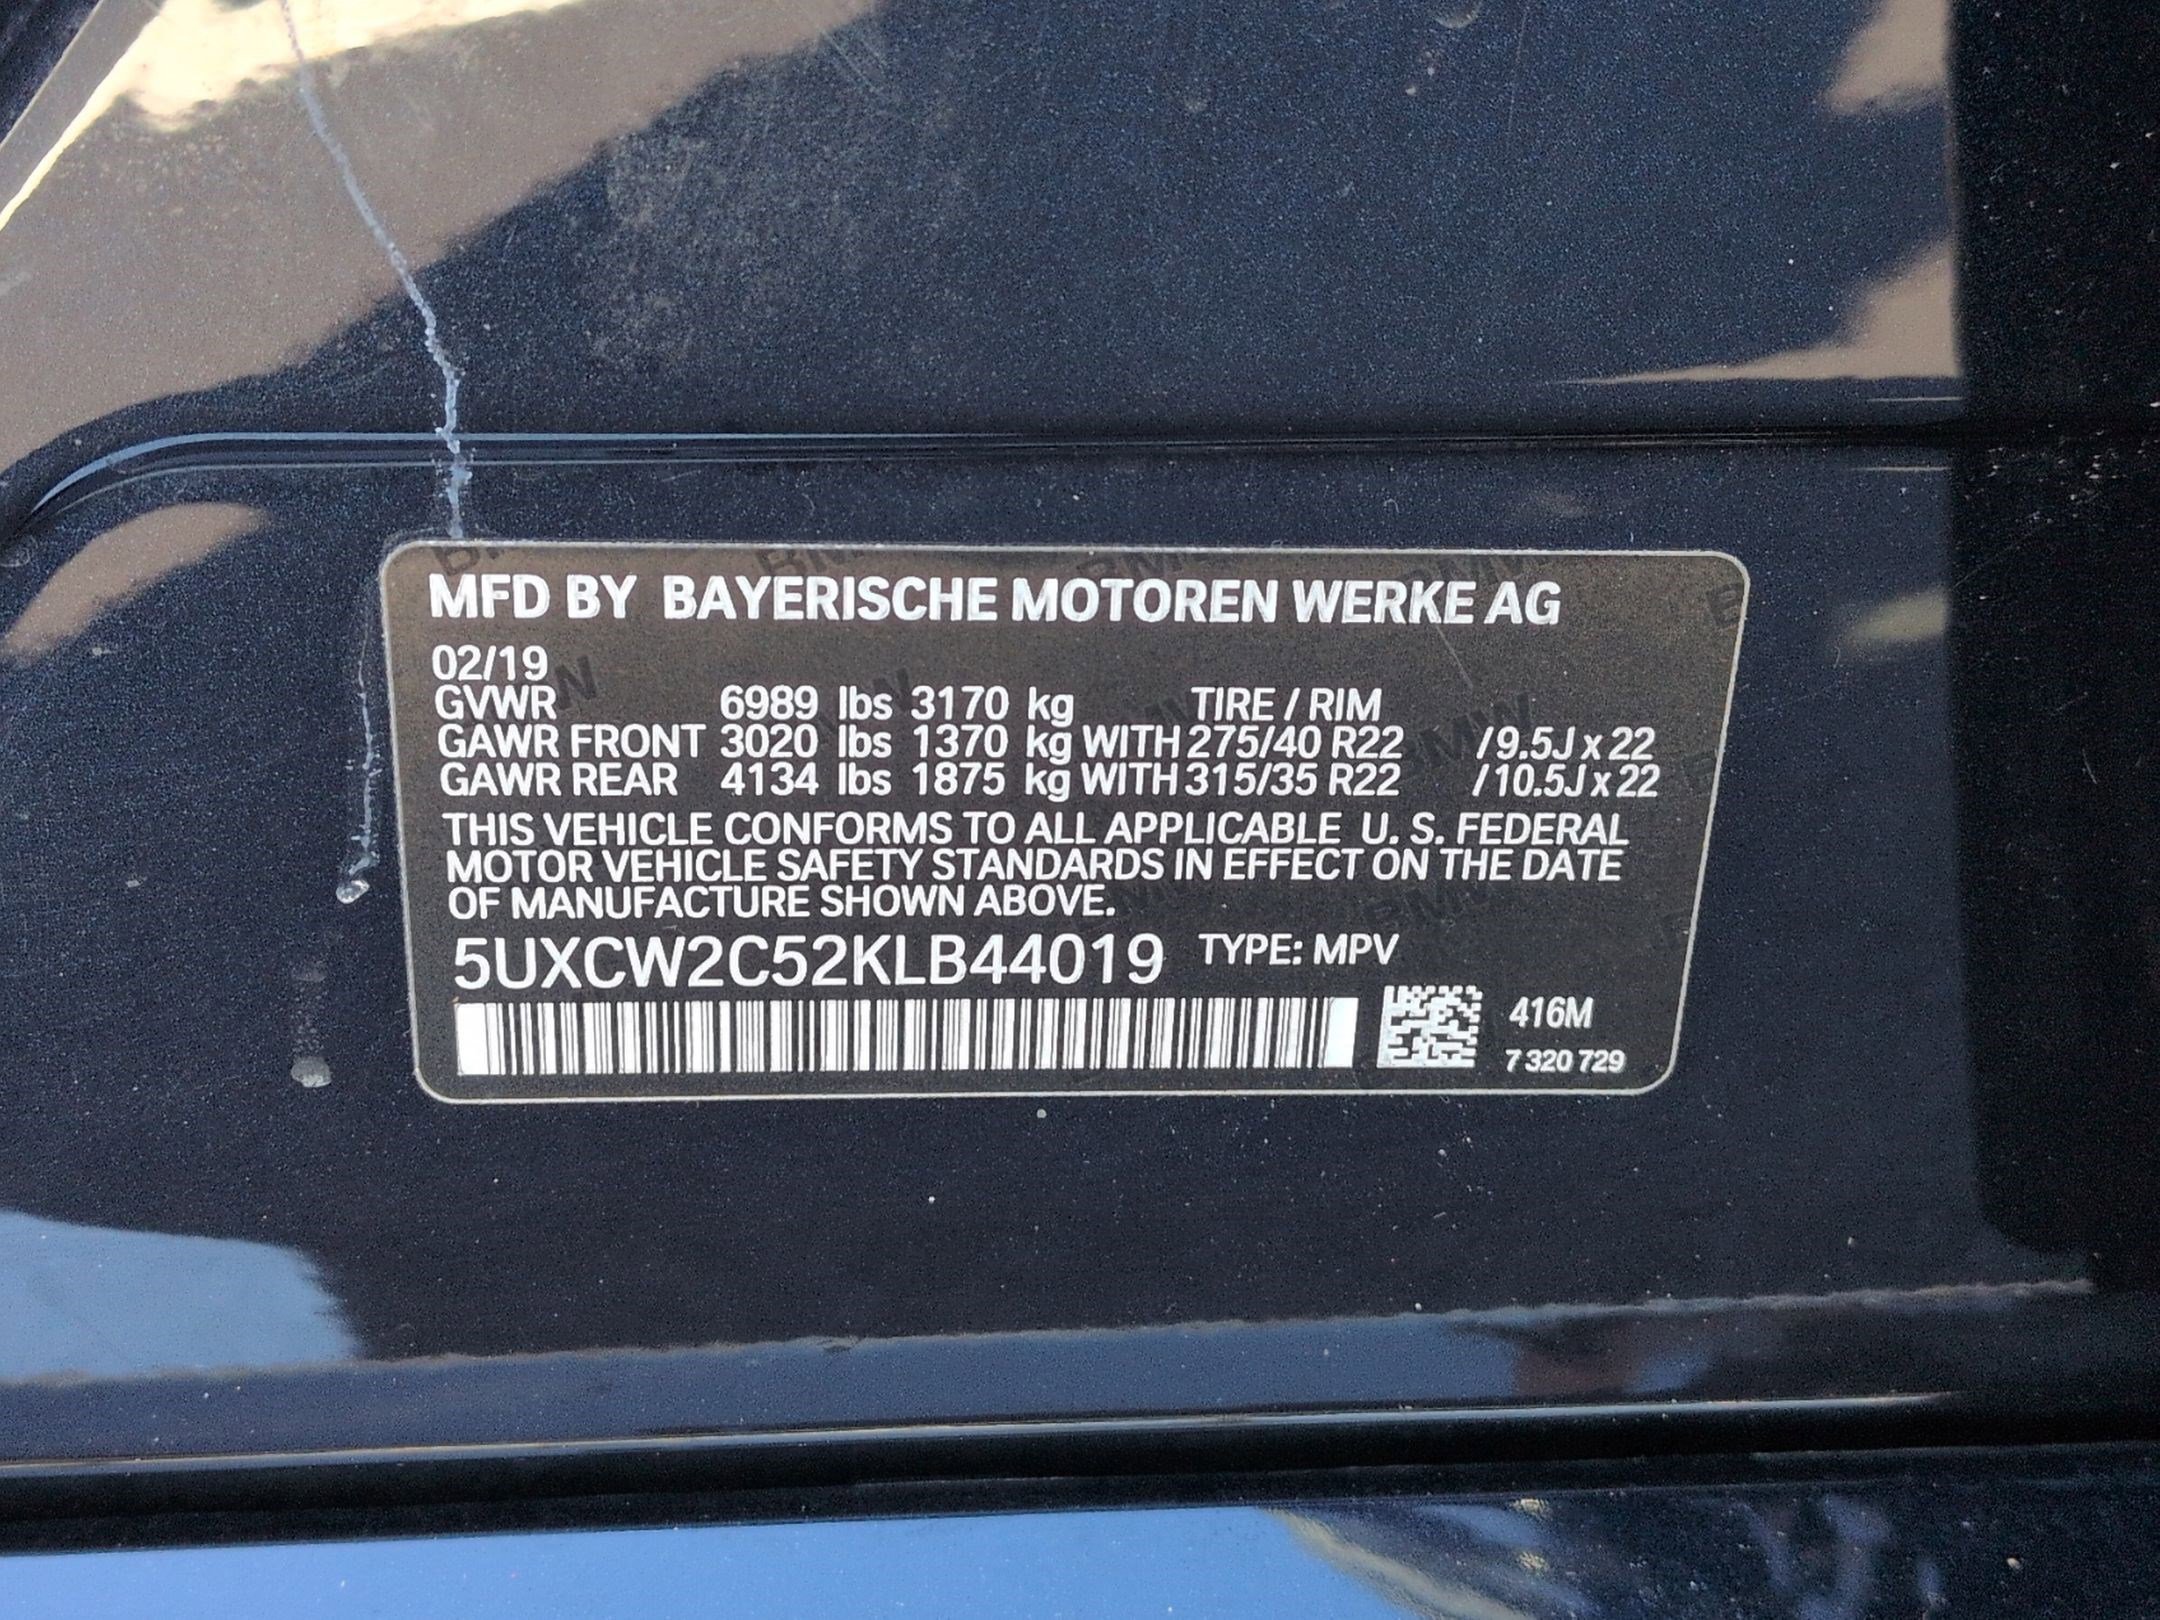 MFD BY BAYERISCHE MOTOREN WERKE AG
02/19
GVWR 6989 lbs 3170 kg TIRE / RIM
GAWR FRONT 3020 lbs 1370 kg WITH 275/40 R22 /9.5J x 22
GAWR REAR 4134 lbs 1875 kg WITH 315/35 R22 /10.5J x 22
THIS VEHICLE CONFORMS TO ALL APPLICABLE U. S. FEDERAL
MOTOR VEHICLE SAFETY STANDARDS IN EFFECT ON THE DATE
OF MANUFACTURE SHOWN ABOVE.
5UXCW2C52KLB44019 TYPE: MPV
416M
7 320 729